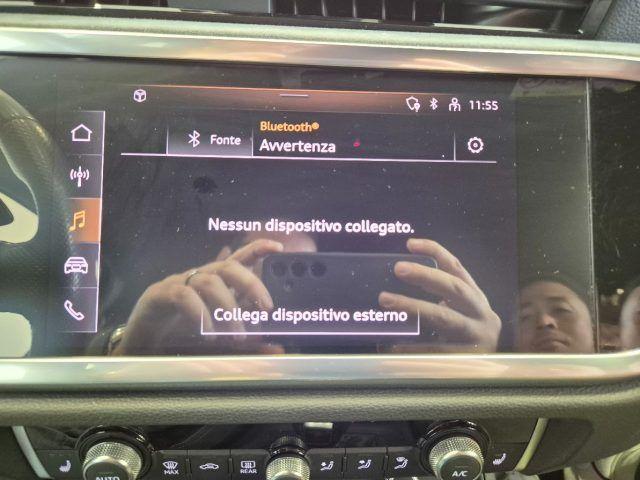 11:55
Bluetooth®
Fonte
Avvertenza
Nessun dispositivo collegato.
Collega dispositivo esterno
MAX
REAR
AUTO
A/C